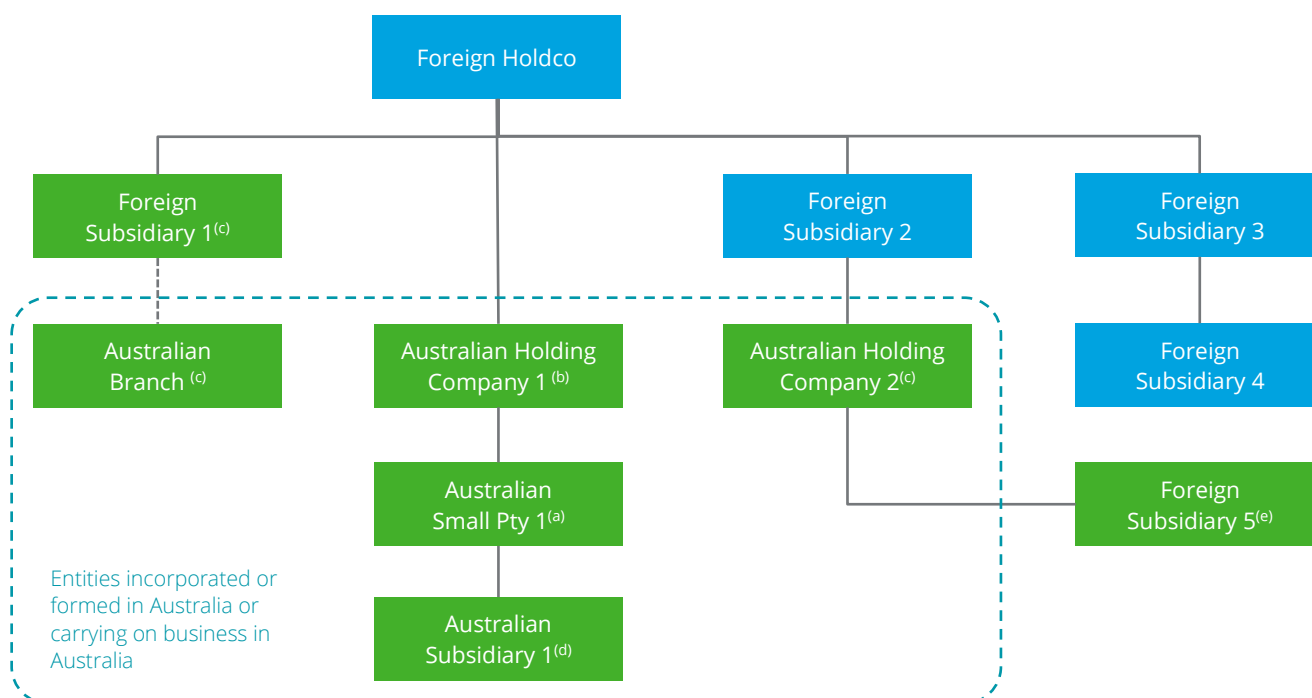 Foreign Holdco
Foreign
Subsidiary 1(c)
Foreign
Subsidiary 2
Foreign
Subsidiary 3
Australian
Branch (c)
Australian Holding
Company 1 (b)
Australian Holding
Company 2(c)
Foreign
Subsidiary 4
Australian
Small Pty 1(a)
Foreign
Subsidiary 5(e)
Entities incorporated or
formed in Australia or
carrying on business in
Australia
Australian
Subsidiary 1(d)